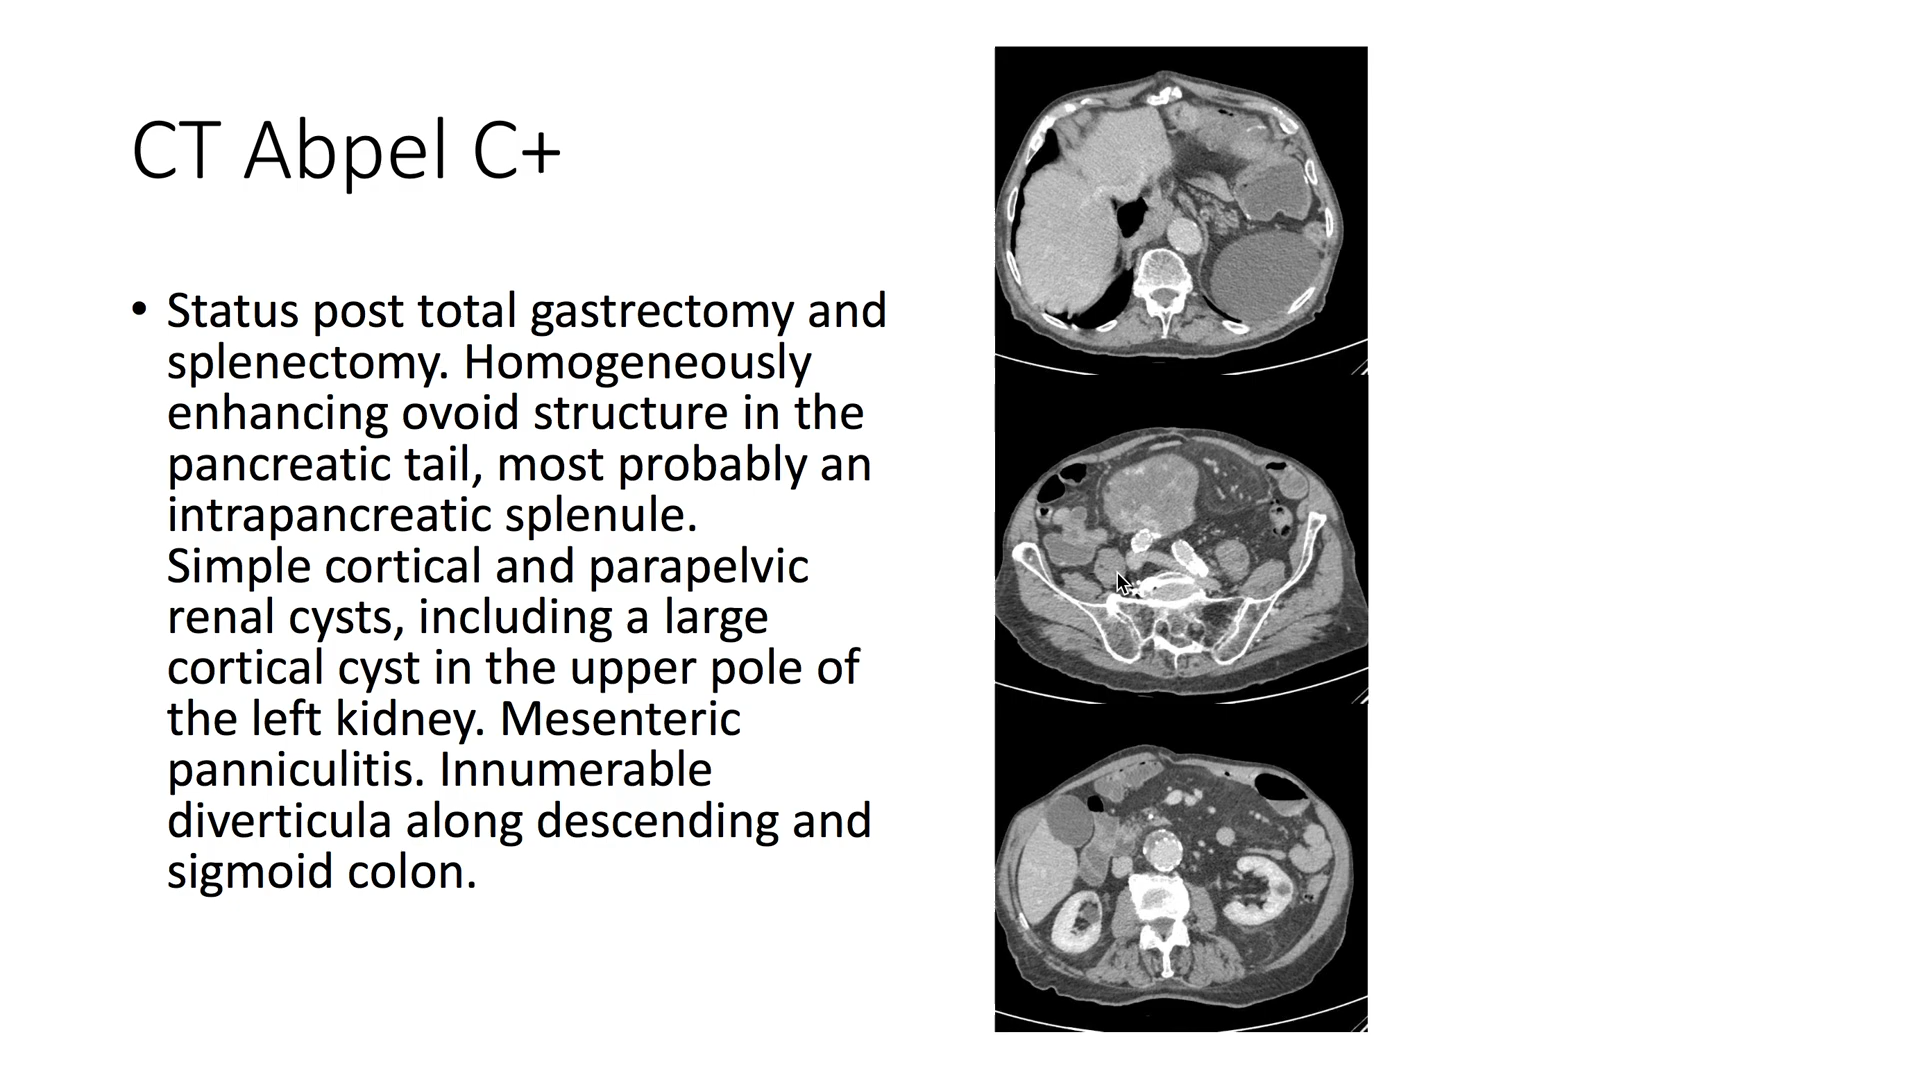 CT Abpel C+
• Status post total gastrectomy and
splenectomy. Homogeneously
enhancing ovoid structure in the
pancreatic tail, most probably an
intrapancreatic splenule.
Simple cortical and parapelvic
renal cysts, including a large
cortical cyst in the upper pole of
the left kidney. Mesenteric
panniculitis. Innumerable
diverticula along descending and
sigmoid colon.